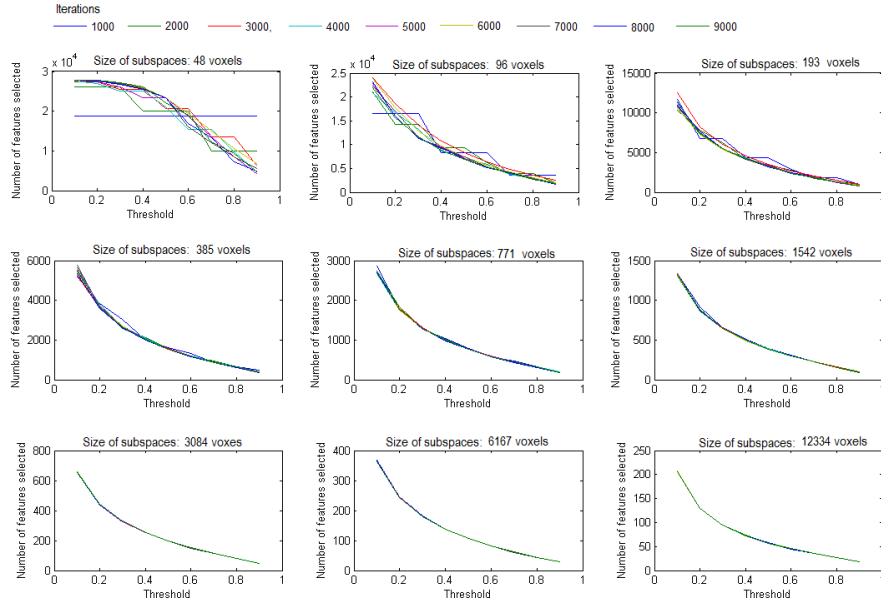 Iterations
1000 2000 3000, 4000 5000 6000 7000 8000 9000
Size of subspaces: 48 voxels
x 10^4
Number of features selected
3
2
1
0
0 0.2 0.4 0.6 0.8 1
Threshold
Size of subspaces: 96 voxels
x 10^4
Number of features selected
2.5
2
1.5
1
0.5
0
0 0.2 0.4 0.6 0.8 1
Threshold
Size of subspaces: 193 voxels
Number of features selected
15000
10000
5000
0
0 0.2 0.4 0.6 0.8 1
Threshold
Size of subspaces: 385 voxels
Number of features selected
6000
4000
2000
0
0 0.2 0.4 0.6 0.8 1
Threshold
Size of subspaces: 771 voxels
Number of features selected
3000
2000
1000
0
0 0.2 0.4 0.6 0.8 1
Threshold
Size of subspaces: 1542 voxels
Number of features selected
1500
1000
500
0
0 0.2 0.4 0.6 0.8 1
Threshold
Size of subspaces: 3084 voxes
Number of features selected
800
600
400
200
0
0 0.2 0.4 0.6 0.8 1
Threshold
Size of subspaces: 6167 voxels
Number of features selected
400
300
200
100
0
0 0.2 0.4 0.6 0.8 1
Threshold
Size of subspaces: 12334 voxels
Number of features selected
250
200
150
100
50
0
0 0.2 0.4 0.6 0.8 1
Threshold